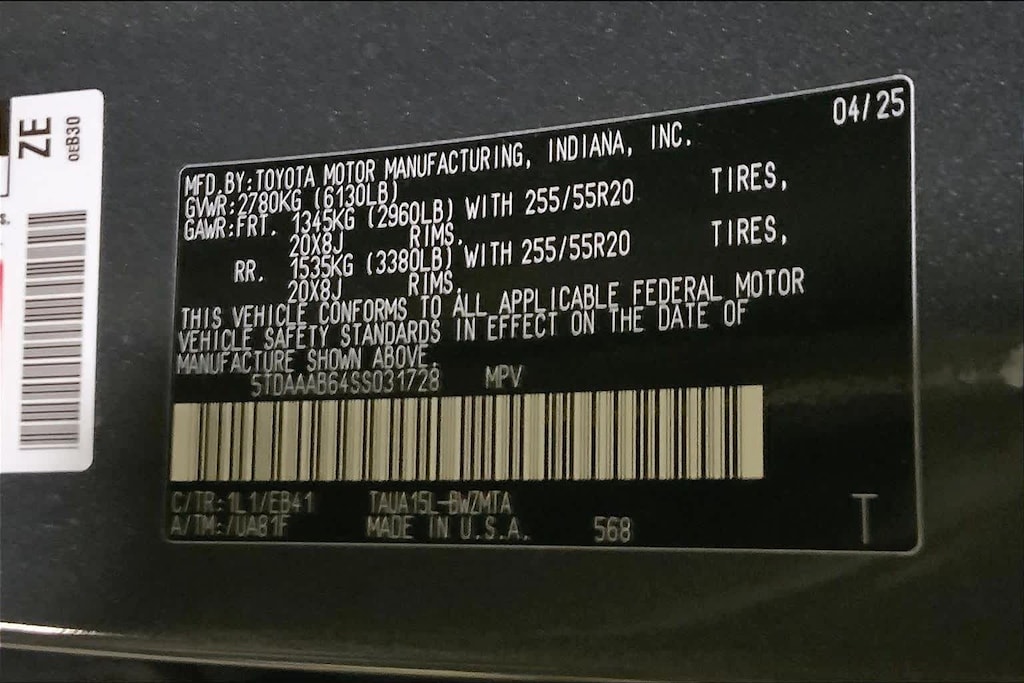 ZE
0EB30
s.
04/25
MFD.BY:TOYOTA MOTOR MANUFACTURING, INDIANA, INC.
GVWR:2780KG (6130LB)
GAWR:FRT. 1345KG (2960LB) WITH 255/55R20 TIRES,
20X8J RIMS.
RR. 1535KG (3380LB) WITH 255/55R20 TIRES,
20X8J RIMS.
THIS VEHICLE CONFORMS TO ALL APPLICABLE FEDERAL MOTOR
VEHICLE SAFETY STANDARDS IN EFFECT ON THE DATE OF
MANUFACTURE SHOWN ABOVE.
5TDAAAB64SS031728 MPV
C/TR:1L1/EB41 TAUA15L-BWZMTA
A/TM:/UA81F MADE IN U.S.A. 568
T